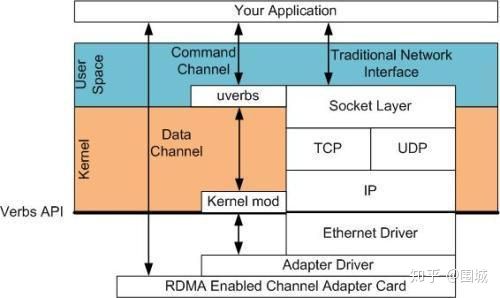 Your Application
User
Space
Command
Channel
Traditional Network
Interface
uverbs
Socket Layer
Kernel
Data
Channel
TCP
UDP
IP
Kernel mod
Verbs API
Ethernet Driver
Adapter Driver
RDMA Enabled Channel Adapter Card
知乎 @围城